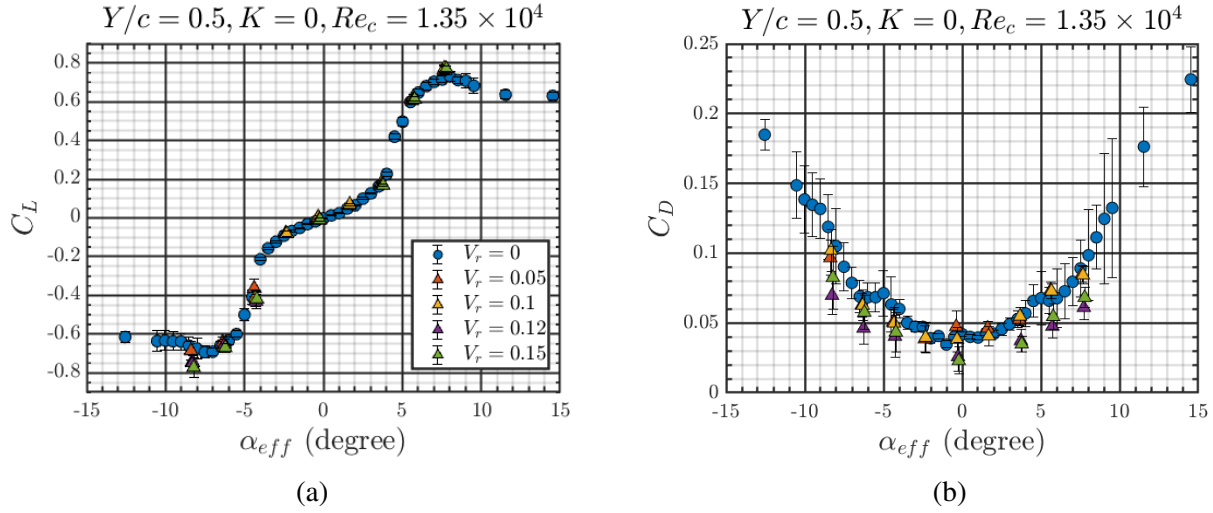 Y/c = 0.5, K = 0, Re_c = 1.35 × 10^4
0.8
0.6
0.4
0.2
0
-0.2
-0.4
-0.6
-0.8
C_L
-15 -10 -5 0 5 10 15
α_eff (degree)
V_r = 0
V_r = 0.05
V_r = 0.1
V_r = 0.12
V_r = 0.15
(a)
Y/c = 0.5, K = 0, Re_c = 1.35 × 10^4
0.25
0.2
0.15
0.1
0.05
0
C_D
-15 -10 -5 0 5 10 15
α_eff (degree)
(b)